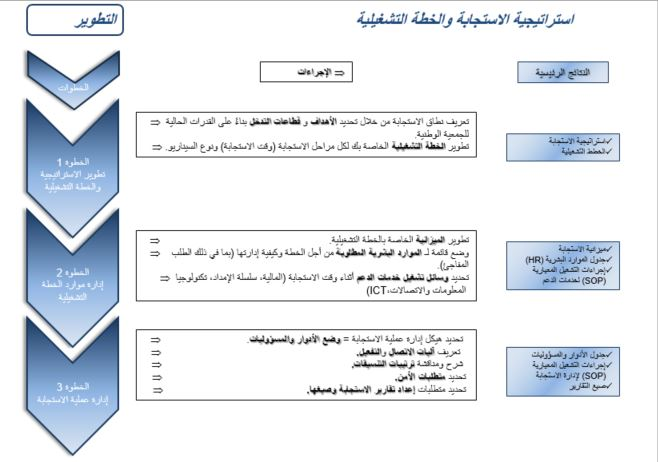 استراتيجية الاستجابة والخطة التشغيلية
التطوير
الخطوات
⇒ الإجراءات
النتائج الرئيسية
الخطوة 1
تطوير الاستراتيجية
والخطة التشغيلية
تعريف نطاق الاستجابة من خلال تحديد الأهداف و قطاعات التدخل بناءً على القدرات الحالية ⇒
للجمعية الوطنية.
تطوير الخطة التشغيلية الخاصة بك لكل مراحل الاستجابة (وقت الاستجابة) ونوع السيناريو. ⇒
✓استراتيجية الاستجابة
✓الخطط التشغيلية
الخطوة 2
إدارة موارد الخطة
التشغيلية
تطوير الميزانية الخاصة بالخطة التشغيلية. ⇒
وضع قائمة لـ الموارد البشرية المطلوبة من أجل الخطة وكيفية إدارتها (بما في ذلك الطلب ⇒
المفاجئ).
تحديد وسائل تشغيل خدمات الدعم أثناء وقت الاستجابة (المالية، سلسلة الإمداد، تكنولوجيا ⇒
المعلومات والاتصالات،ICT)
✓ميزانية الاستجابة
✓جدول الموارد البشرية (HR)
✓إجراءات التشغيل المعيارية
(SOP) لخدمات الدعم
الخطوة 3
إدارة عملية الاستجابة
تحديد هيكل إدارة عملية الاستجابة = وضع الأدوار والمسؤوليات. ⇒
تعريف آليات الاتصال والتفعيل. ⇒
شرح ومناقشة ترتيبات التنسيقات. ⇒
تحديد متطلبات الأمن. ⇒
تحديد متطلبات إعداد تقارير الاستجابة وصيغها. ⇒
✓جدول الأدوار والمسؤوليات
✓إجراءات التشغيل المعيارية
(SOP) لإدارة الاستجابة
✓صيغ التقارير